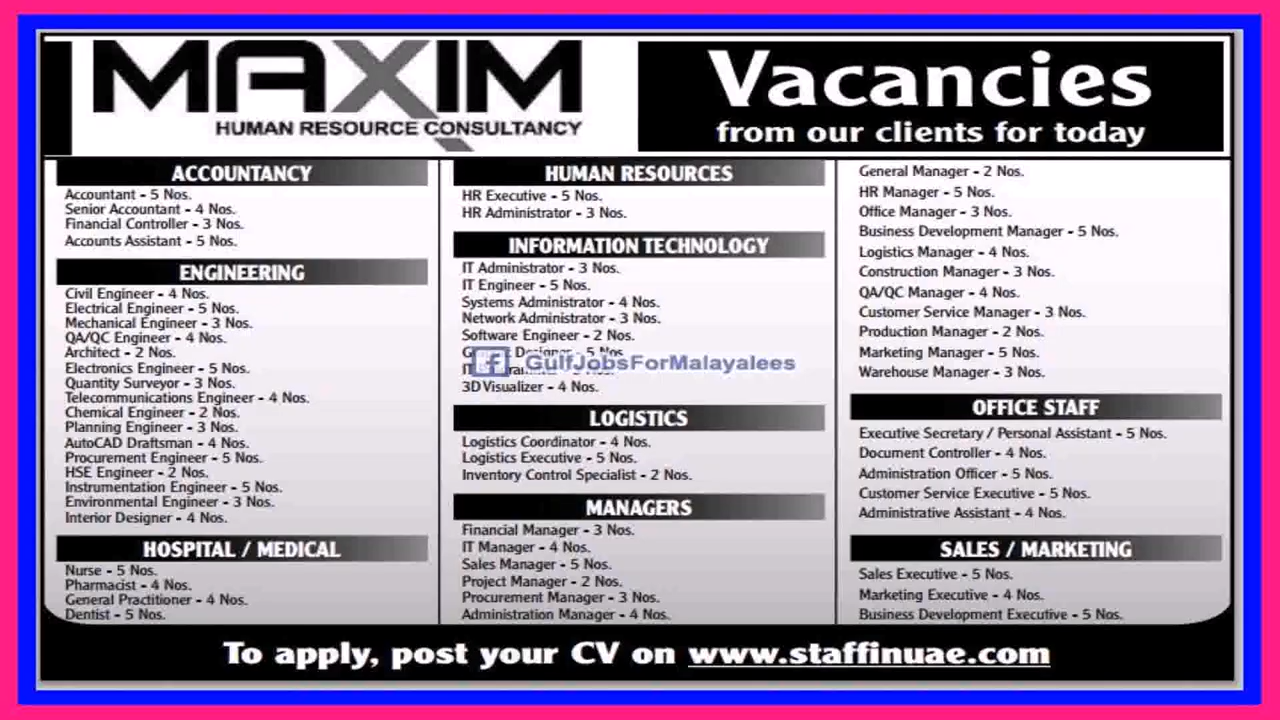 MAXIM
HUMAN RESOURCE CONSULTANCY
Vacancies
from our clients for today
ACCOUNTANCY
Accountant - 5 Nos.
Senior Accountant - 4 Nos.
Financial Controller - 3 Nos.
Accounts Assistant - 5 Nos.
ENGINEERING
Civil Engineer - 4 Nos.
Electrical Engineer - 5 Nos.
Mechanical Engineer - 3 Nos.
QA/QC Engineer - 4 Nos.
Architect - 2 Nos.
Electronics Engineer - 5 Nos.
Quantity Surveyor - 3 Nos.
Telecommunications Engineer - 4 Nos.
Chemical Engineer - 2 Nos.
Planning Engineer - 3 Nos.
AutoCAD Draftsman - 4 Nos.
Procurement Engineer - 5 Nos.
HSE Engineer - 2 Nos.
Instrumentation Engineer - 5 Nos.
Environmental Engineer - 3 Nos.
Interior Designer - 4 Nos.
HOSPITAL / MEDICAL
Nurse - 5 Nos.
Pharmacist - 4 Nos.
General Practitioner - 4 Nos.
Dentist - 5 Nos.
HUMAN RESOURCES
HR Executive - 5 Nos.
HR Administrator - 3 Nos.
INFORMATION TECHNOLOGY
IT Administrator - 3 Nos.
IT Engineer - 5 Nos.
Systems Administrator - 4 Nos.
Network Administrator - 3 Nos.
Software Engineer - 2 Nos.
Designer - 5 Nos.
f GulfJobsForMalayalees
IT
3D Visualizer - 4 Nos.
LOGISTICS
Logistics Coordinator - 4 Nos.
Logistics Executive - 5 Nos.
Inventory Control Specialist - 2 Nos.
MANAGERS
Financial Manager - 3 Nos.
IT Manager - 4 Nos.
Sales Manager - 5 Nos.
Project Manager - 2 Nos.
Procurement Manager - 3 Nos.
Administration Manager - 4 Nos.
General Manager - 2 Nos.
HR Manager - 5 Nos.
Office Manager - 3 Nos.
Business Development Manager - 5 Nos.
Logistics Manager - 4 Nos.
Construction Manager - 3 Nos.
QA/QC Manager - 4 Nos.
Customer Service Manager - 3 Nos.
Production Manager - 2 Nos.
Marketing Manager - 5 Nos.
Warehouse Manager - 3 Nos.
OFFICE STAFF
Executive Secretary / Personal Assistant - 5 Nos.
Document Controller - 4 Nos.
Administration Officer - 5 Nos.
Customer Service Executive - 5 Nos.
Administrative Assistant - 4 Nos.
SALES / MARKETING
Sales Executive - 5 Nos.
Marketing Executive - 4 Nos.
Business Development Executive - 5 Nos.
To apply, post your CV on www.staffinuae.com